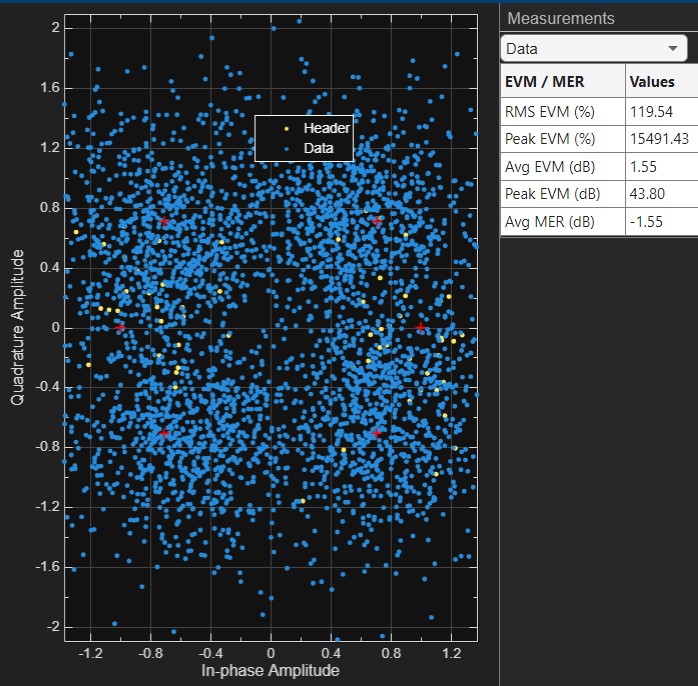 Measurements
Data
EVM / MER Values
RMS EVM (%) 119.54
Peak EVM (%) 15491.43
Avg EVM (dB) 1.55
Peak EVM (dB) 43.80
Avg MER (dB) -1.55
Header
Data
Quadrature Amplitude
2
1.6
1.2
0.8
0.4
0
-0.4
-0.8
-1.2
-1.6
-2
-1.2 -0.8 -0.4 0 0.4 0.8 1.2
In-phase Amplitude